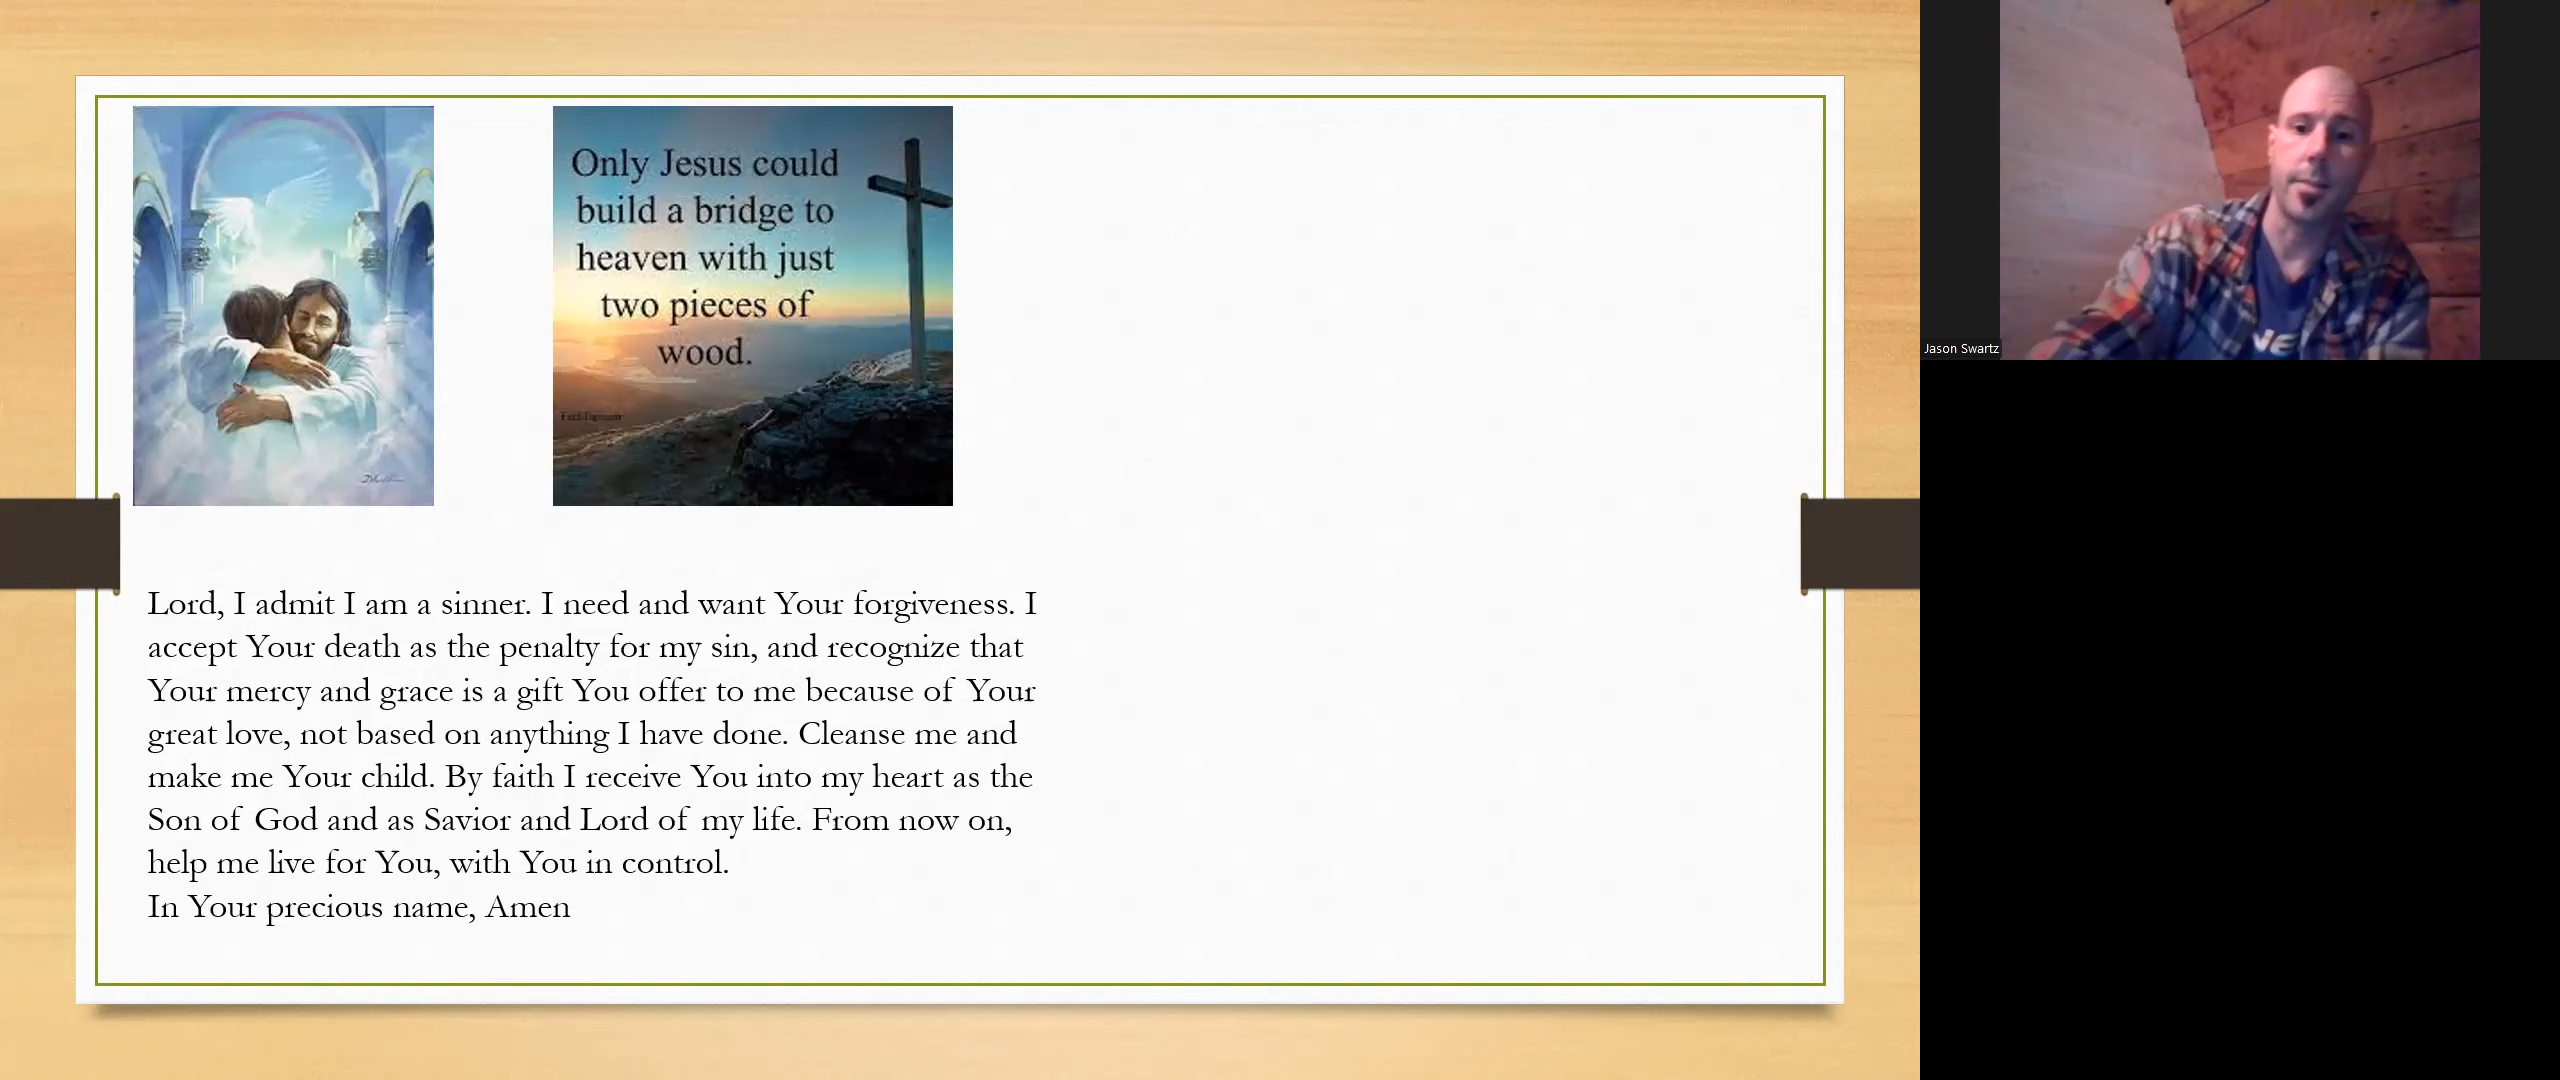 Only Jesus could
build a bridge to
heaven with just
two pieces of
wood.
Lord, I admit I am a sinner. I need and want Your forgiveness. I
accept Your death as the penalty for my sin, and recognize that
Your mercy and grace is a gift You offer to me because of Your
great love, not based on anything I have done. Cleanse me and
make me Your child. By faith I receive You into my heart as the
Son of God and as Savior and Lord of my life. From now on,
help me live for You, with You in control.
In Your precious name, Amen
Jason Swartz